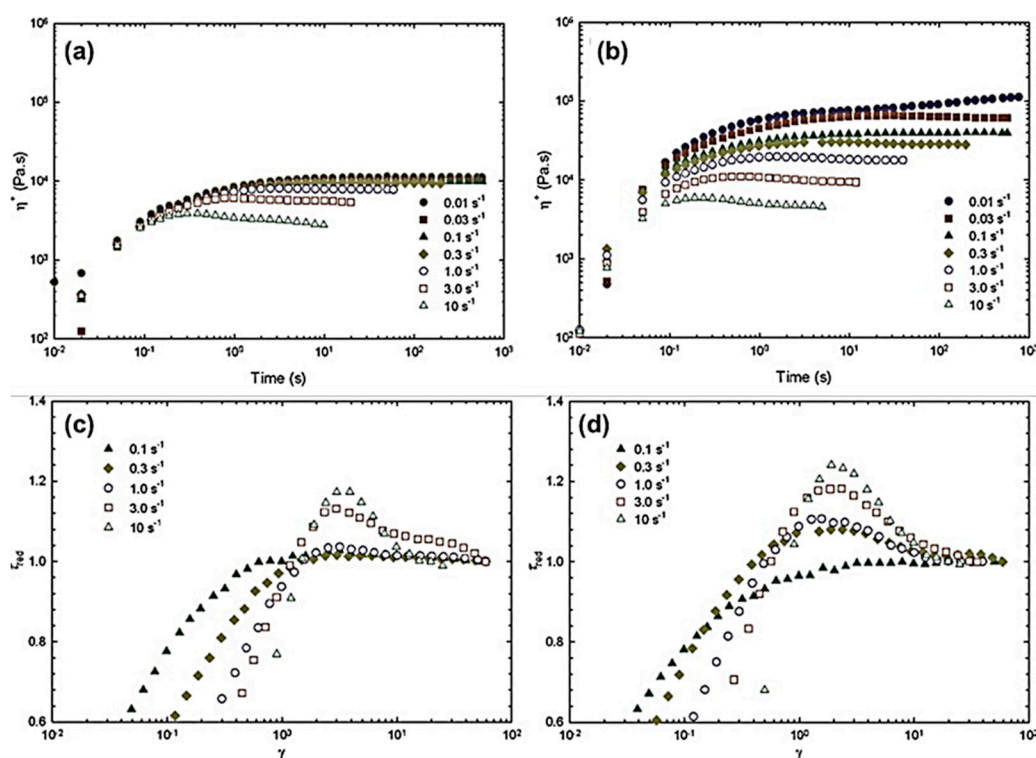 (a)
10⁶
10⁵
10⁴
10³
10²
η⁺ (Pa.s)
0.01 s⁻¹
0.03 s⁻¹
0.1 s⁻¹
0.3 s⁻¹
1.0 s⁻¹
3.0 s⁻¹
10 s⁻¹
10⁻² 10⁻¹ 10⁰ 10¹ 10² 10³
Time (s)
(b)
10⁶
10⁵
10⁴
10³
10²
η⁺ (Pa.s)
0.01 s⁻¹
0.03 s⁻¹
0.1 s⁻¹
0.3 s⁻¹
1.0 s⁻¹
3.0 s⁻¹
10 s⁻¹
10⁻² 10⁻¹ 10⁰ 10¹ 10² 10³
Time (s)
(c)
1.4
1.2
1.0
0.8
0.6
τred
0.1 s⁻¹
0.3 s⁻¹
1.0 s⁻¹
3.0 s⁻¹
10 s⁻¹
10⁻² 10⁻¹ 10⁰ 10¹ 10²
γ
(d)
1.4
1.2
1.0
0.8
0.6
τred
0.1 s⁻¹
0.3 s⁻¹
1.0 s⁻¹
3.0 s⁻¹
10 s⁻¹
10⁻² 10⁻¹ 10⁰ 10¹ 10²
γ